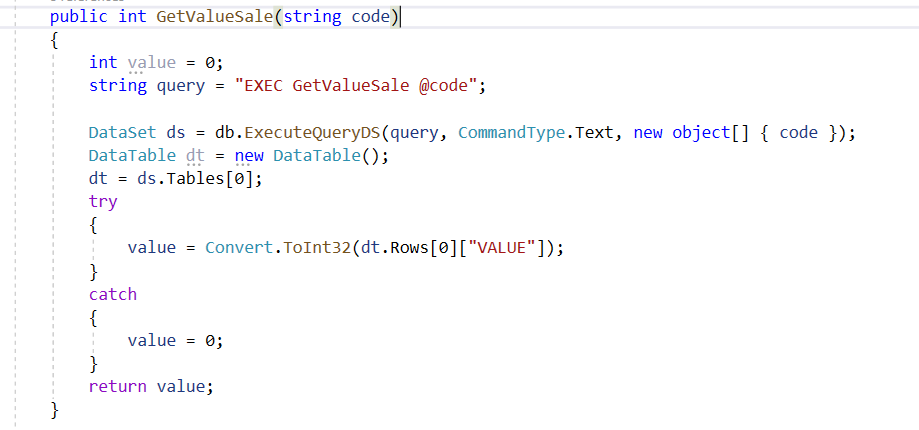 public int GetValueSale(string code)
{
int value = 0;
string query = "EXEC GetValueSale @code";
DataSet ds = db.ExecuteQueryDS(query, CommandType.Text, new object[] { code });
DataTable dt = new DataTable();
dt = ds.Tables[0];
try
{
value = Convert.ToInt32(dt.Rows[0]["VALUE"]);
}
catch
{
value = 0;
}
return value;
}